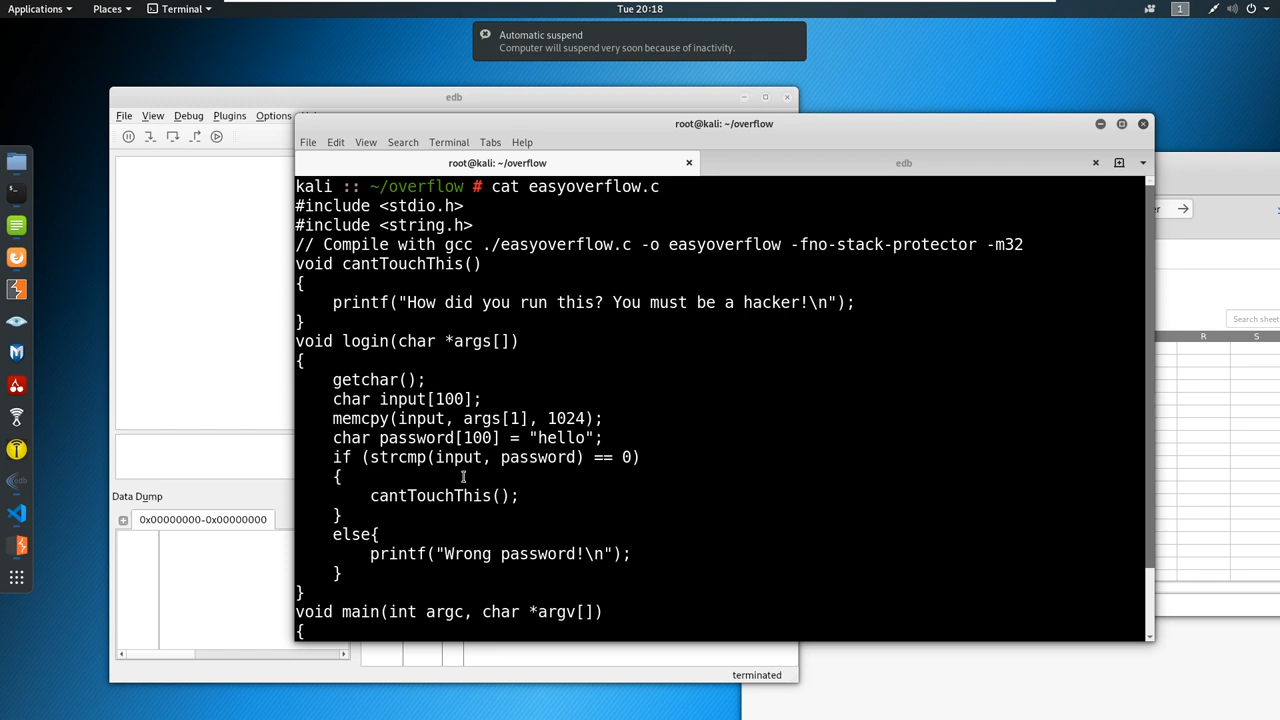 Applications
Places
Terminal
Tue 20:18
1
Automatic suspend
Computer will suspend very soon because of inactivity.
edb
File View Debug Plugins Options
root@kali: ~/overflow
File Edit View Search Terminal Tabs Help
root@kali: ~/overflow
edb
kali :: ~/overflow # cat easyoverflow.c
#include <stdio.h>
#include <string.h>
// Compile with gcc ./easyoverflow.c -o easyoverflow -fno-stack-protector -m32
void cantTouchThis()
{
    printf("How did you run this? You must be a hacker!\n");
}
void login(char *args[])
{
    getchar();
    char input[100];
    memcpy(input, args[1], 1024);
    char password[100] = "hello";
    if (strcmp(input, password) == 0)
    {
        cantTouchThis();
    }
    else{
        printf("Wrong password!\n");
    }
}
void main(int argc, char *argv[])
{
Data Dump
0x00000000-0x00000000
terminated
Search sheet
R S